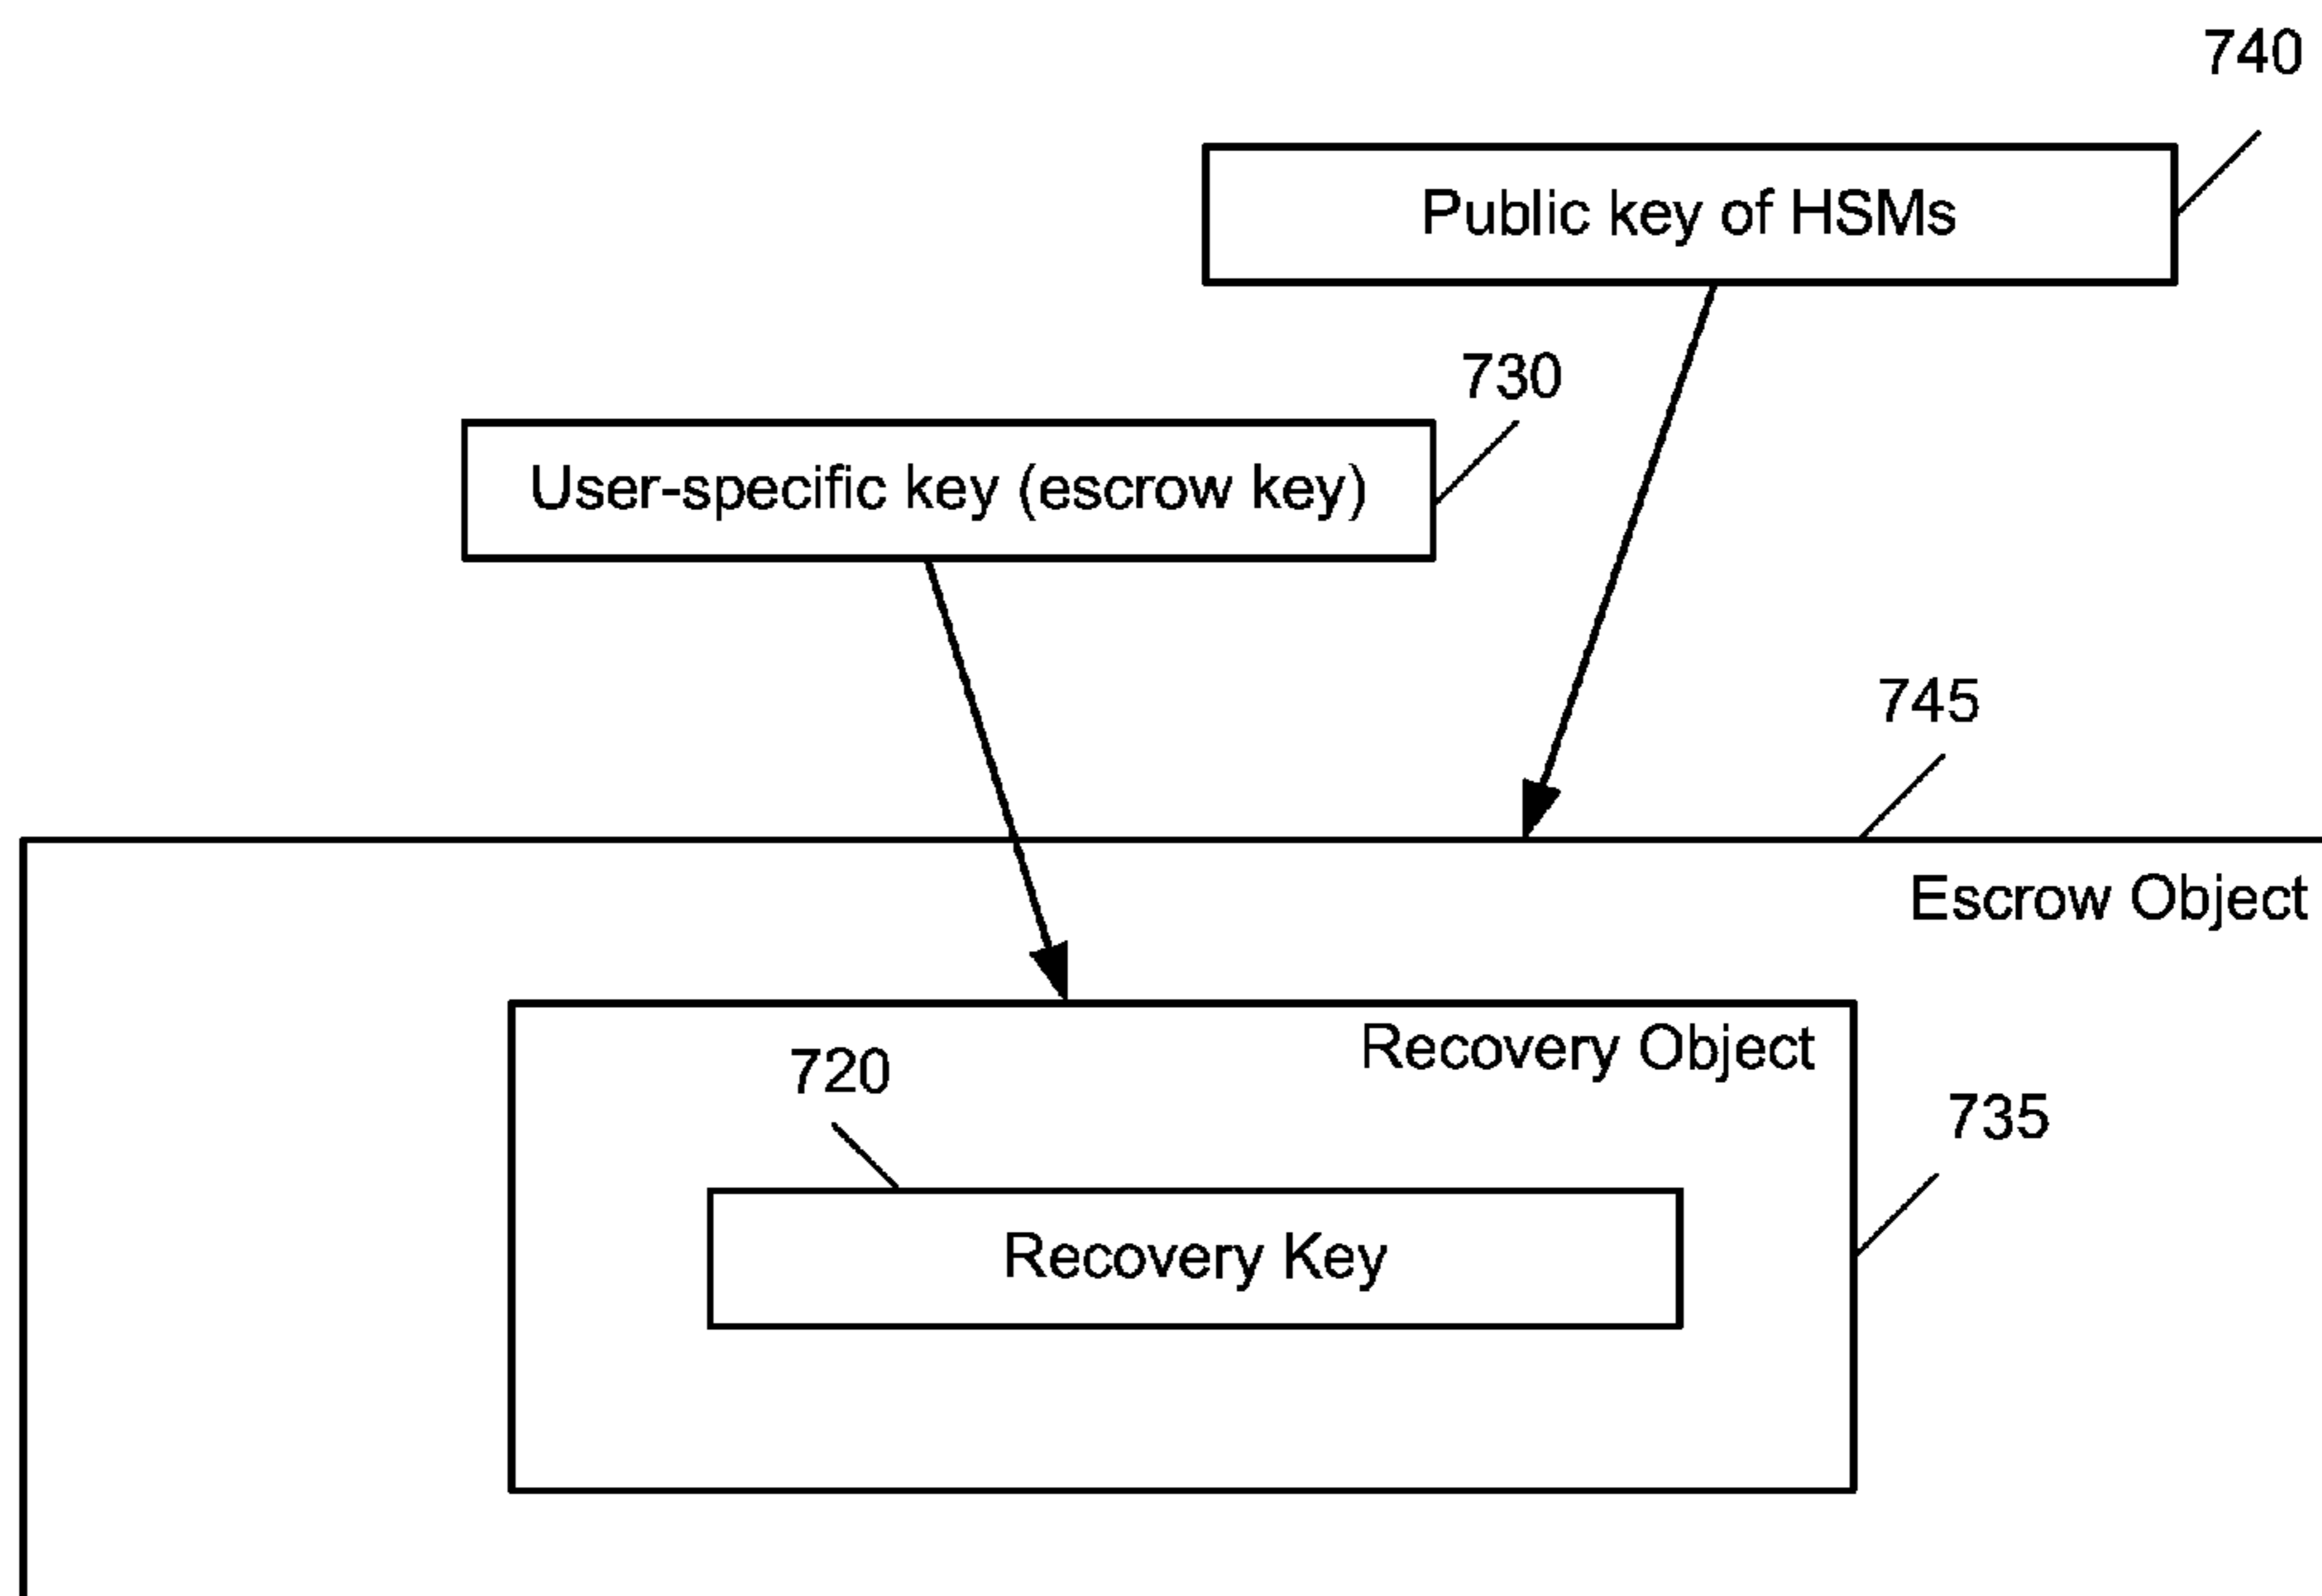 740
Public key of HSMs
730
User-specific key (escrow key)
745
Escrow Object
Recovery Object
720
735
Recovery Key